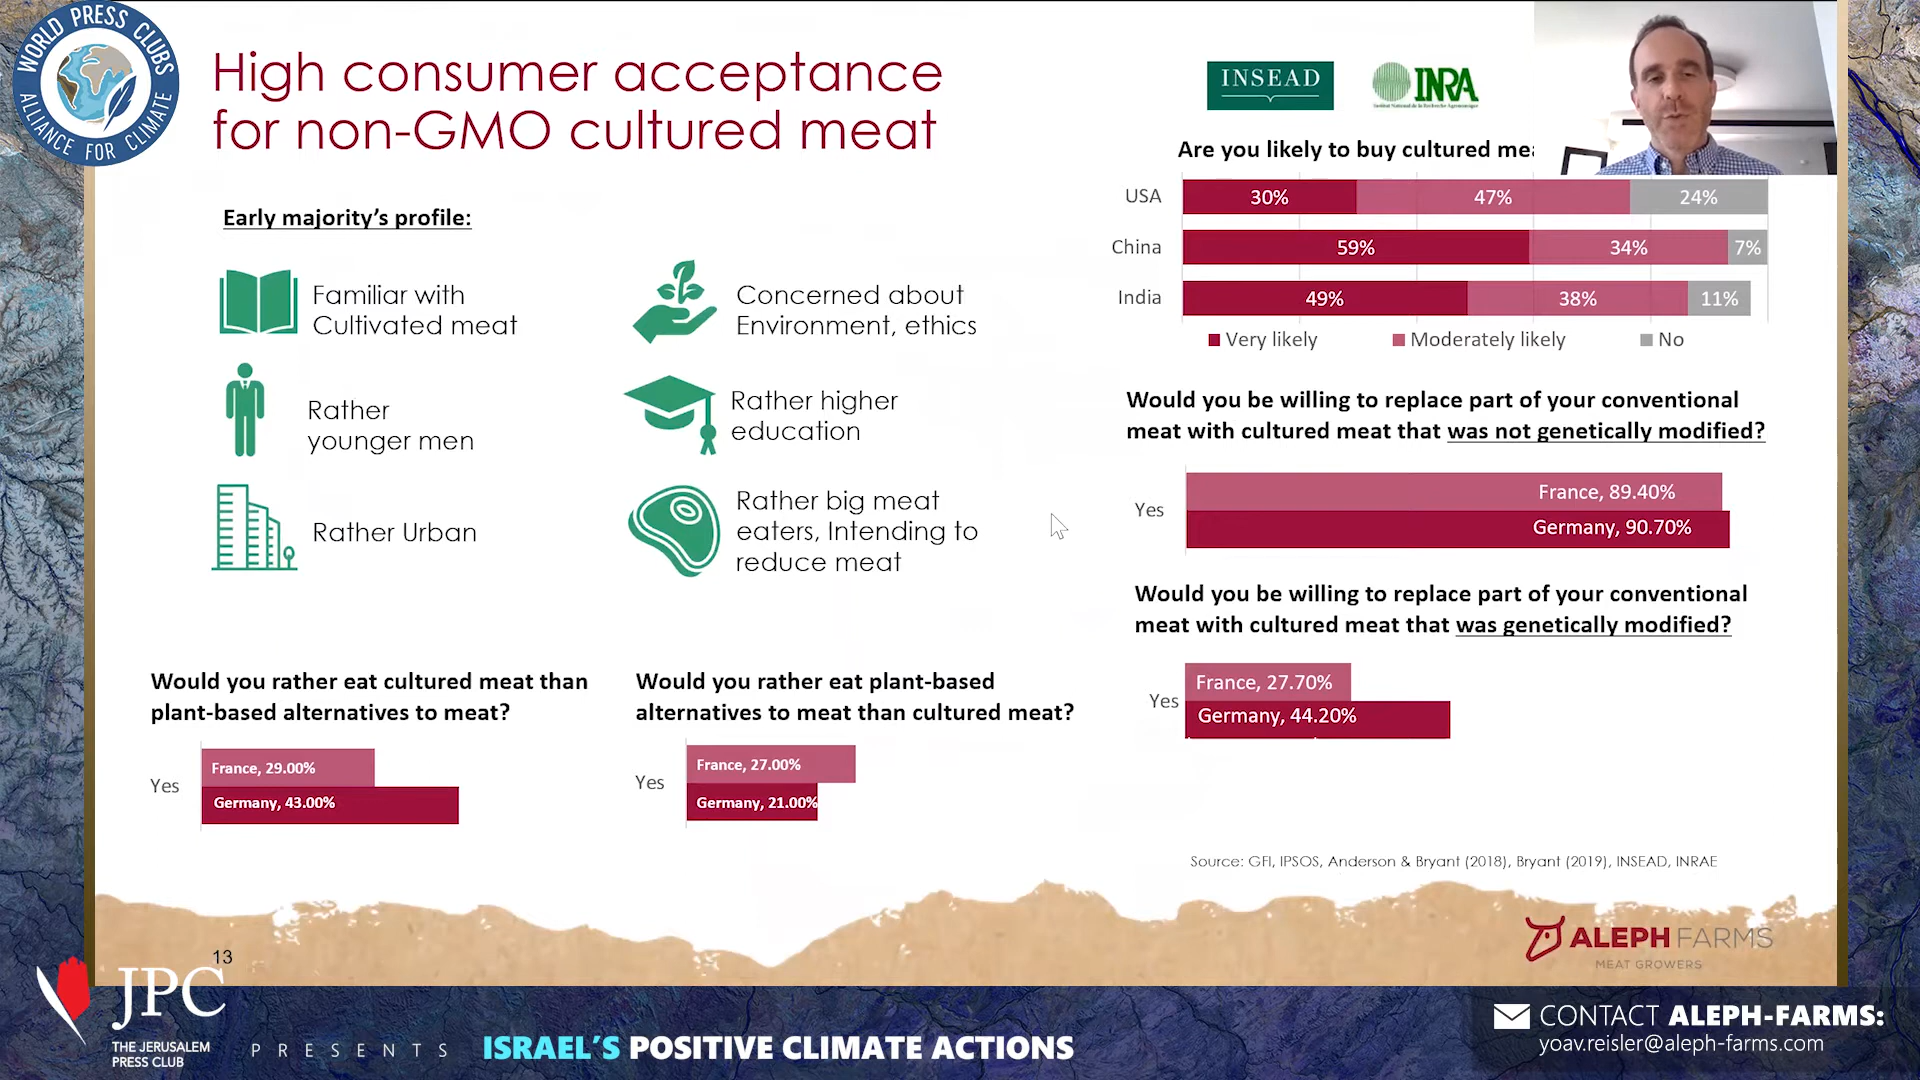 WORLD PRESS CLUBS
ALLIANCE FOR CLIMATE
High consumer acceptance
for non-GMO cultured meat
Early majority's profile:
Familiar with
Cultivated meat
Concerned about
Environment, ethics
Rather
younger men
Rather higher
education
Rather Urban
Rather big meat
eaters, Intending to
reduce meat
Would you rather eat cultured meat than
plant-based alternatives to meat?
Yes
France, 29.00%
Germany, 43.00%
Would you rather eat plant-based
alternatives to meat than cultured meat?
Yes
France, 27.00%
Germany, 21.00%
INSEAD
INRA
Institut National de la Recherche Agronomique
Are you likely to buy cultured
USA
30%
47%
24%
China
59%
34%
7%
India
49%
38%
11%
Very likely
Moderately likely
No
Would you be willing to replace part of your conventional
meat with cultured meat that was not genetically modified?
Yes
France, 89.40%
Germany, 90.70%
Would you be willing to replace part of your conventional
meat with cultured meat that was genetically modified?
Yes
France, 27.70%
Germany, 44.20%
Source: GFI, IPSOS, Anderson & Bryant (2018), Bryant (2019), INSEAD, INRAE
13
ALEPH FARMS
MEAT GROWERS
JPC
THE JERUSALEM
PRESS CLUB
PRESENTS
ISRAEL'S POSITIVE CLIMATE ACTIONS
CONTACT ALEPH-FARMS:
yoav.reisler@aleph-farms.com